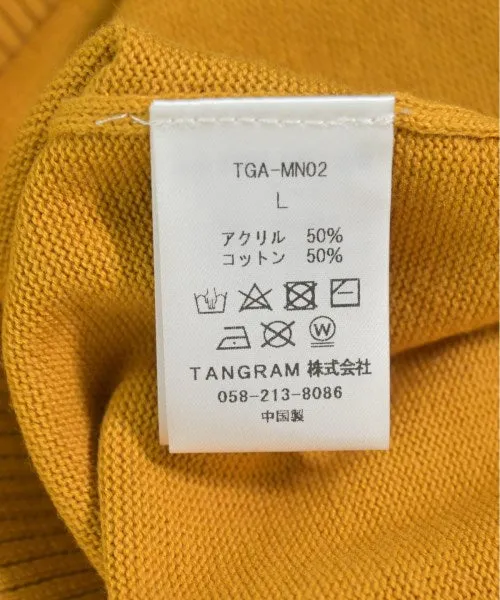 TGA-MN02
L
アクリル 50%
コットン 50%
W
TANGRAM 株式会社
058-213-8086
中国製